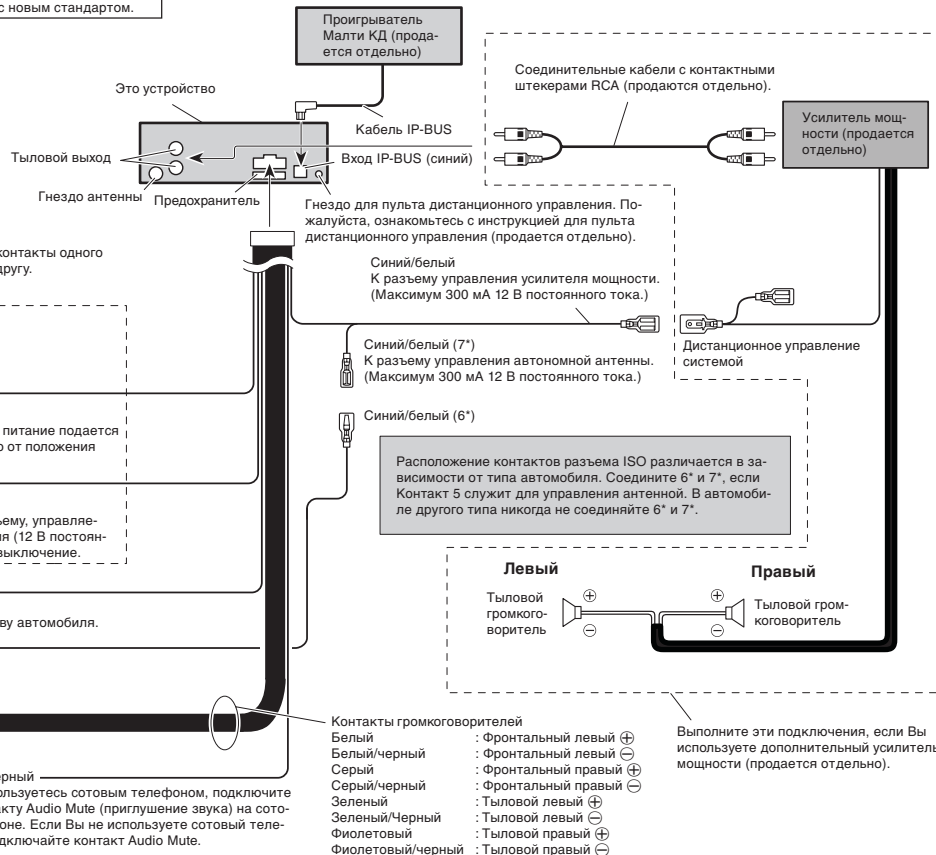 с новым стандартом.
Проигрыватель
Малти КД (прода-
ется отдельно)
Это устройство
Кабель IP-BUS
Тыловой выход
Вход IP-BUS (синий)
Гнездо антенны
Предохранитель
Гнездо для пульта дистанционного управления. По-
жалуйста, ознакомьтесь с инструкцией для пульта
дистанционного управления (продается отдельно).
Соединительные кабели с контактными
штекерами RCA (продаются отдельно).
Усилитель мощ-
ности (продается
отдельно)
контакты одного
другу.
Синий/белый
К разъему управления усилителя мощности.
(Максимум 300 мА 12 В постоянного тока.)
Синий/белый (7*)
К разъему управления автономной антенны.
(Максимум 300 мА 12 В постоянного тока.)
Дистанционное управление
системой
Синий/белый (6*)
питание подается
от положения
Расположение контактов разъема ISO различается в за-
висимости от типа автомобиля. Соедините 6* и 7*, если
Контакт 5 служит для управления антенной. В автомоби-
ле другого типа никогда не соединяйте 6* и 7*.
ъему, управляе-
я (12 В постоян-
выключение.
ву автомобиля.
Левый
Правый
Тыловой
громкого-
воритель
⊕
⊖
⊕
⊖
Тыловой гром-
коговоритель
Выполните эти подключения, если Вы
используете дополнительный усилитель
мощности (продается отдельно).
Контакты громкоговорителей
Белый : Фронтальный левый ⊕
Белый/черный : Фронтальный левый ⊖
Серый : Фронтальный правый ⊕
Серый/черный : Фронтальный правый ⊖
Зеленый : Тыловой левый ⊕
Зеленый/Черный : Тыловой левый ⊖
Фиолетовый : Тыловой правый ⊕
Фиолетовый/черный : Тыловой правый ⊖
ерный
ользуетесь сотовым телефоном, подключите
акту Audio Mute (приглушение звука) на сото-
оне. Если Вы не используете сотовый теле-
дключайте контакт Audio Mute.